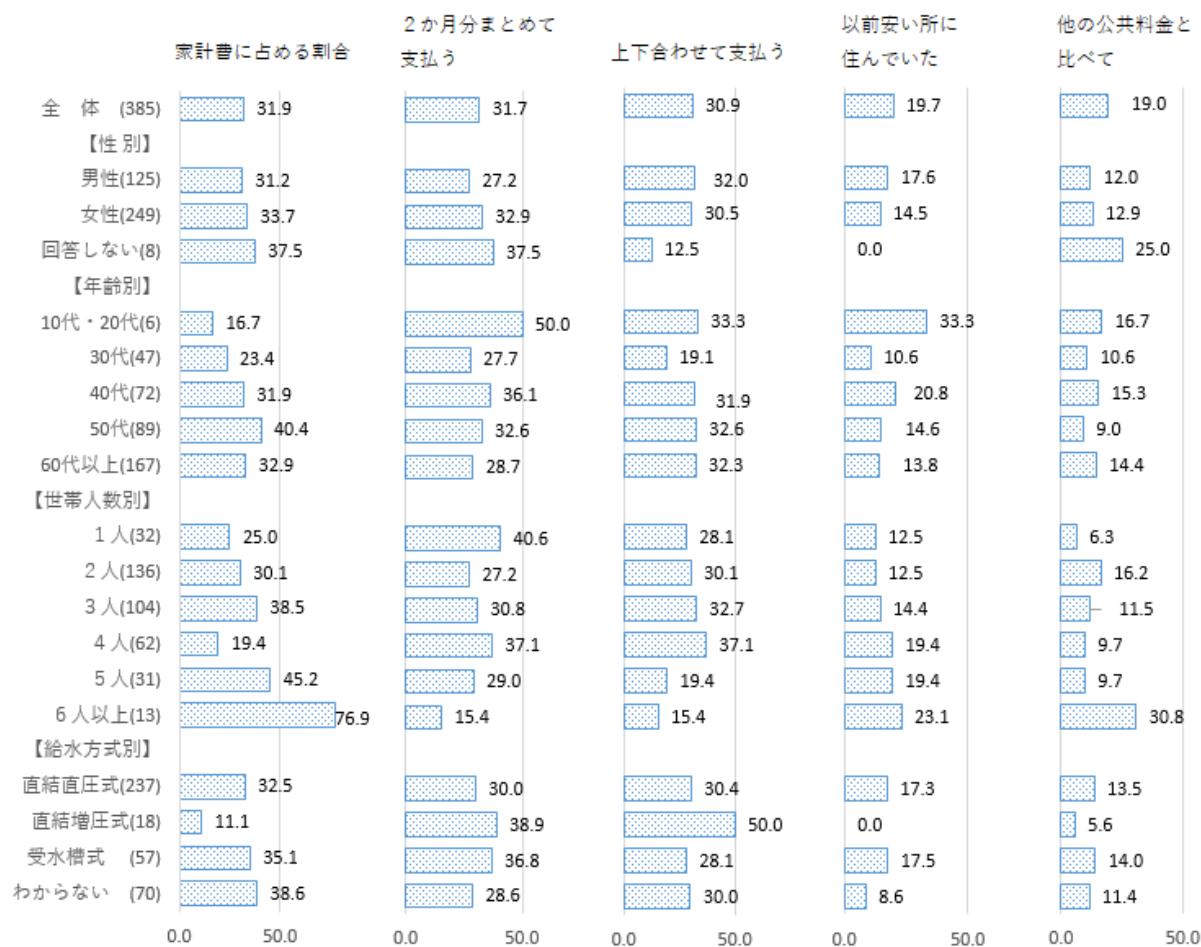 家計費に占める割合 ２か月分まとめて支払う 上下合わせて支払う 以前安い所に住んでいた 他の公共料金と比べて
全　体　(385) 31.9 31.7 30.9 19.7 19.0
【性 別】
男性(125) 31.2 27.2 32.0 17.6 12.0
女性(249) 33.7 32.9 30.5 14.5 12.9
回答しない(8) 37.5 37.5 12.5 0.0 25.0
【年齢別】
10代・20代(6) 16.7 50.0 33.3 33.3 16.7
30代(47) 23.4 27.7 19.1 10.6 10.6
40代(72) 31.9 36.1 31.9 20.8 15.3
50代(89) 40.4 32.6 32.6 14.6 9.0
60代以上(167) 32.9 28.7 32.3 13.8 14.4
【世帯人数別】
１人(32) 25.0 40.6 28.1 12.5 6.3
２人(136) 30.1 27.2 30.1 12.5 16.2
３人(104) 38.5 30.8 32.7 14.4 11.5
４人(62) 19.4 37.1 37.1 19.4 9.7
５人(31) 45.2 29.0 19.4 19.4 9.7
６人以上(13) 76.9 15.4 15.4 23.1 30.8
【給水方式別】
直結直圧式(237) 32.5 30.0 30.4 17.3 13.5
直結増圧式(18) 11.1 38.9 50.0 0.0 5.6
受水槽式　(57) 35.1 36.8 28.1 17.5 14.0
わからない　(70) 38.6 28.6 30.0 8.6 11.4
0.0 50.0 0.0 50.0 0.0 50.0 0.0 50.0 0.0 50.0